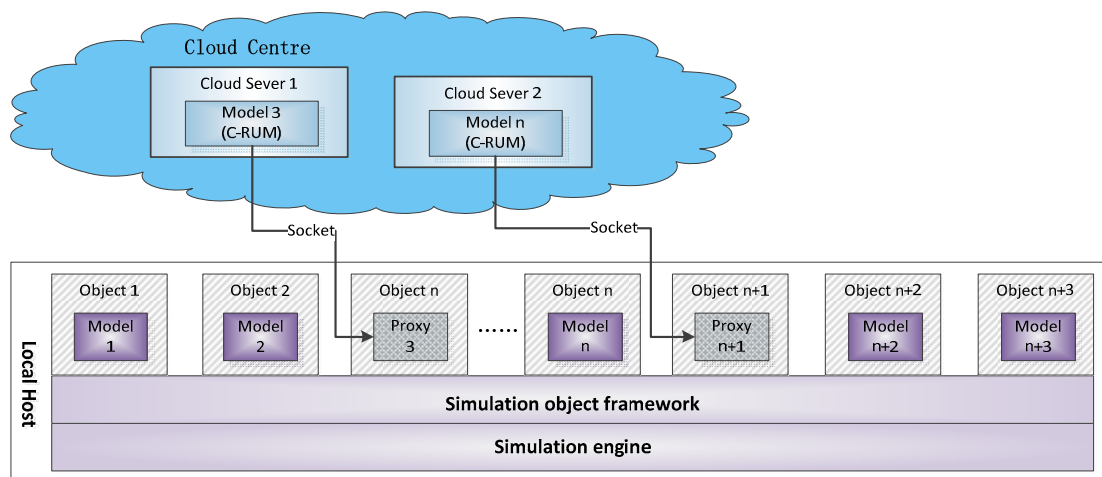 Cloud Centre
Cloud Sever 1
Model 3
(C-RUM)
Cloud Sever 2
Model n
(C-RUM)
Socket
Socket
Local Host
Object 1
Model
1
Object 2
Model
2
Object n
Proxy
3
......
Object n
Model
n
Object n+1
Proxy
n+1
Object n+2
Model
n+2
Object n+3
Model
n+3
Simulation object framework
Simulation engine